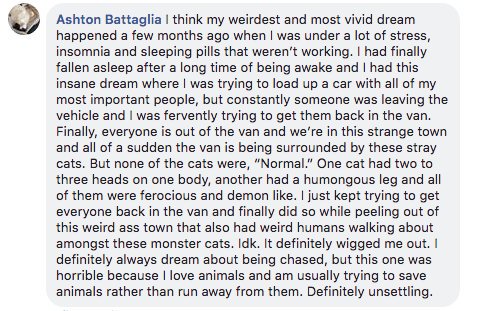 Ashton Battaglia I think my weirdest and most vivid dream
happened a few months ago when I was under a lot of stress,
insomnia and sleeping pills that weren't working. I had finally
fallen asleep after a long time of being awake and I had this
insane dream where I was trying to load up a car with all of my
most important people, but constantly someone was leaving the
vehicle and I was fervently trying to get them back in the van.
Finally, everyone is out of the van and we're in this strange town
and all of a sudden the van is being surrounded by these stray
cats. But none of the cats were, “Normal.” One cat had two to
three heads on one body, another had a humongous leg and all
of them were ferocious and demon like. I just kept trying to get
everyone back in the van and finally did so while peeling out of
this weird ass town that also had weird humans walking about
amongst these monster cats. Idk. It definitely wigged me out. I
definitely always dream about being chased, but this one was
horrible because I love animals and am usually trying to save
animals rather than run away from them. Definitely unsettling.